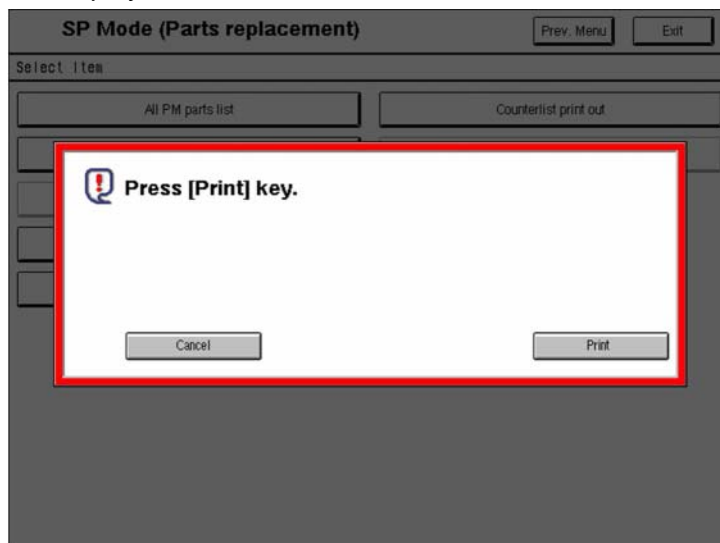 SP Mode (Parts replacement)
Prev. Menu
Exit
Select Item
All PM parts list
Counterlist print out
Press [Print] key.
Cancel
Print